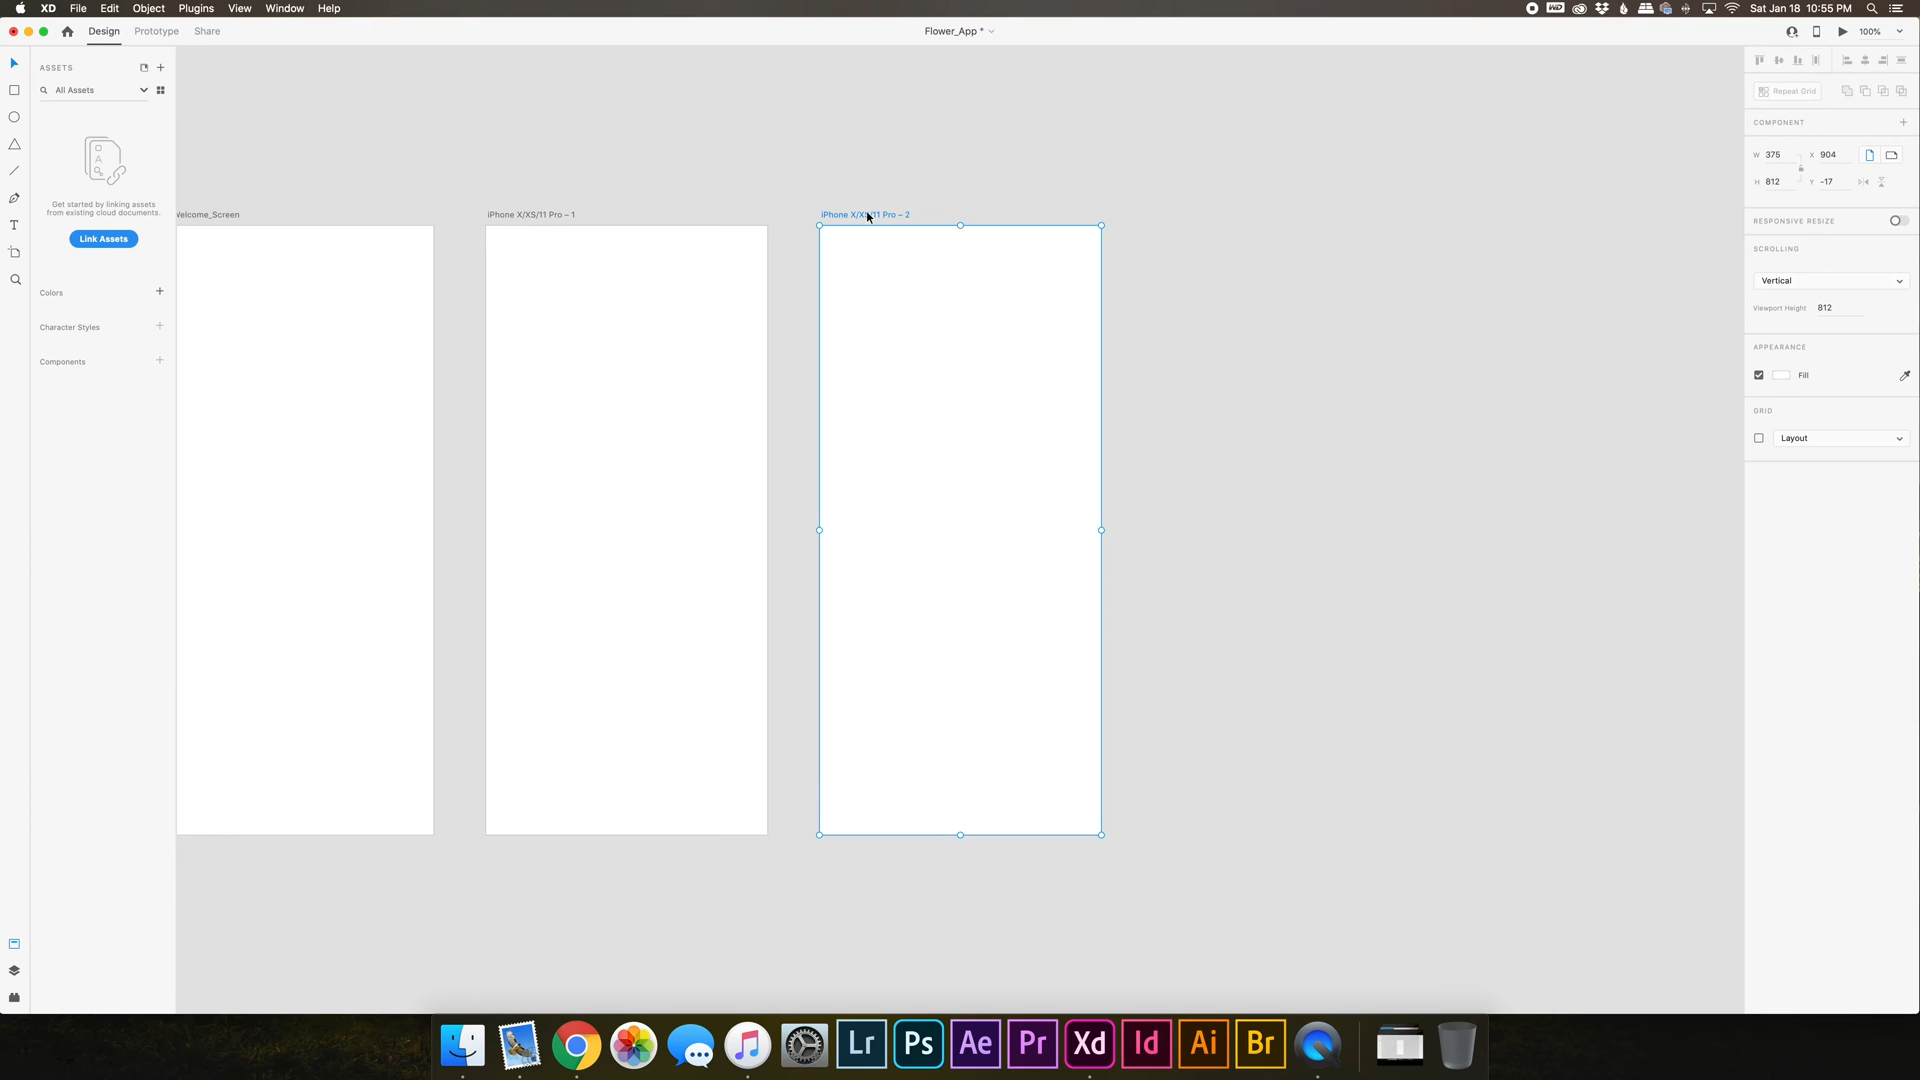 XD File Edit Object Plugins View Window Help
Sat Jan 18 10:55 PM
Design Prototype Share
Flower_App *
100%
ASSETS
All Assets
Get started by linking assets
from existing cloud documents.
Link Assets
Colors
Character Styles
Components
Welcome_Screen
iPhone X/XS/11 Pro – 1
iPhone X/XS/11 Pro – 2
Repeat Grid
COMPONENT
W 375 X 904
H 812 Y -17
RESPONSIVE RESIZE
SCROLLING
Vertical
Viewport Height 812
APPEARANCE
Fill
GRID
Layout
Lr Ps Ae Pr Xd Id Ai Br